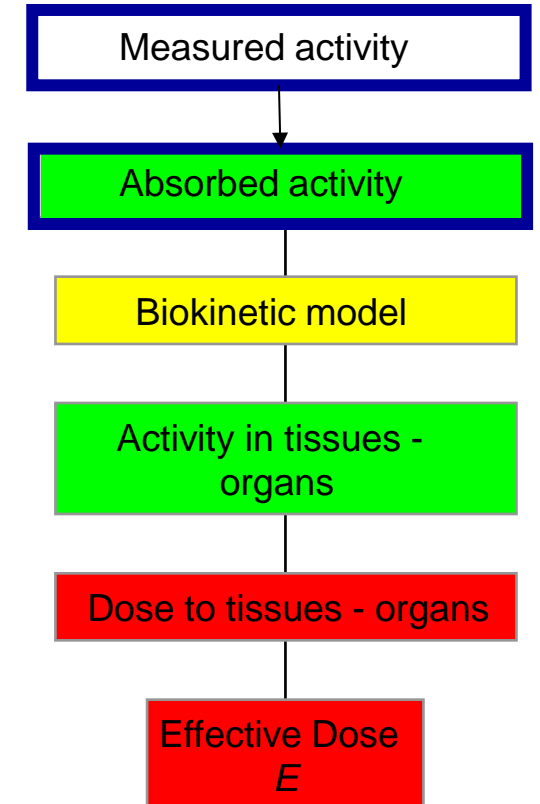 Measured activity
Absorbed activity
Biokinetic model
Activity in tissues -
organs
Dose to tissues - organs
Effective Dose
E